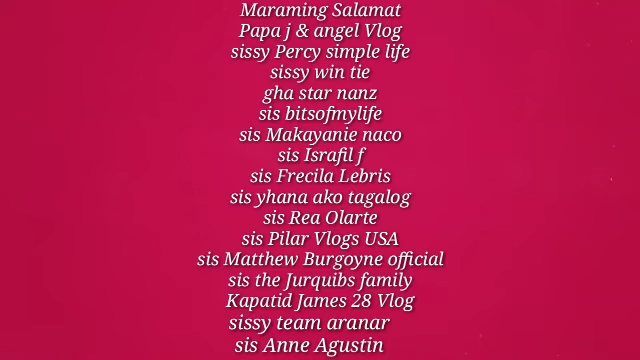 Maraming Salamat
Papa j & angel Vlog
sissy Percy simple life
sissy win tie
gha star nanz
sis bitsofmylife
sis Makayanie naco
sis Israfil f
sis Frecila Lebris
sis yhana ako tagalog
sis Rea Olarte
sis Pilar Vlogs USA
sis Matthew Burgoyne official
sis the Jurquibs family
Kapatid James 28 Vlog
sissy team aranar
sis Anne Agustin